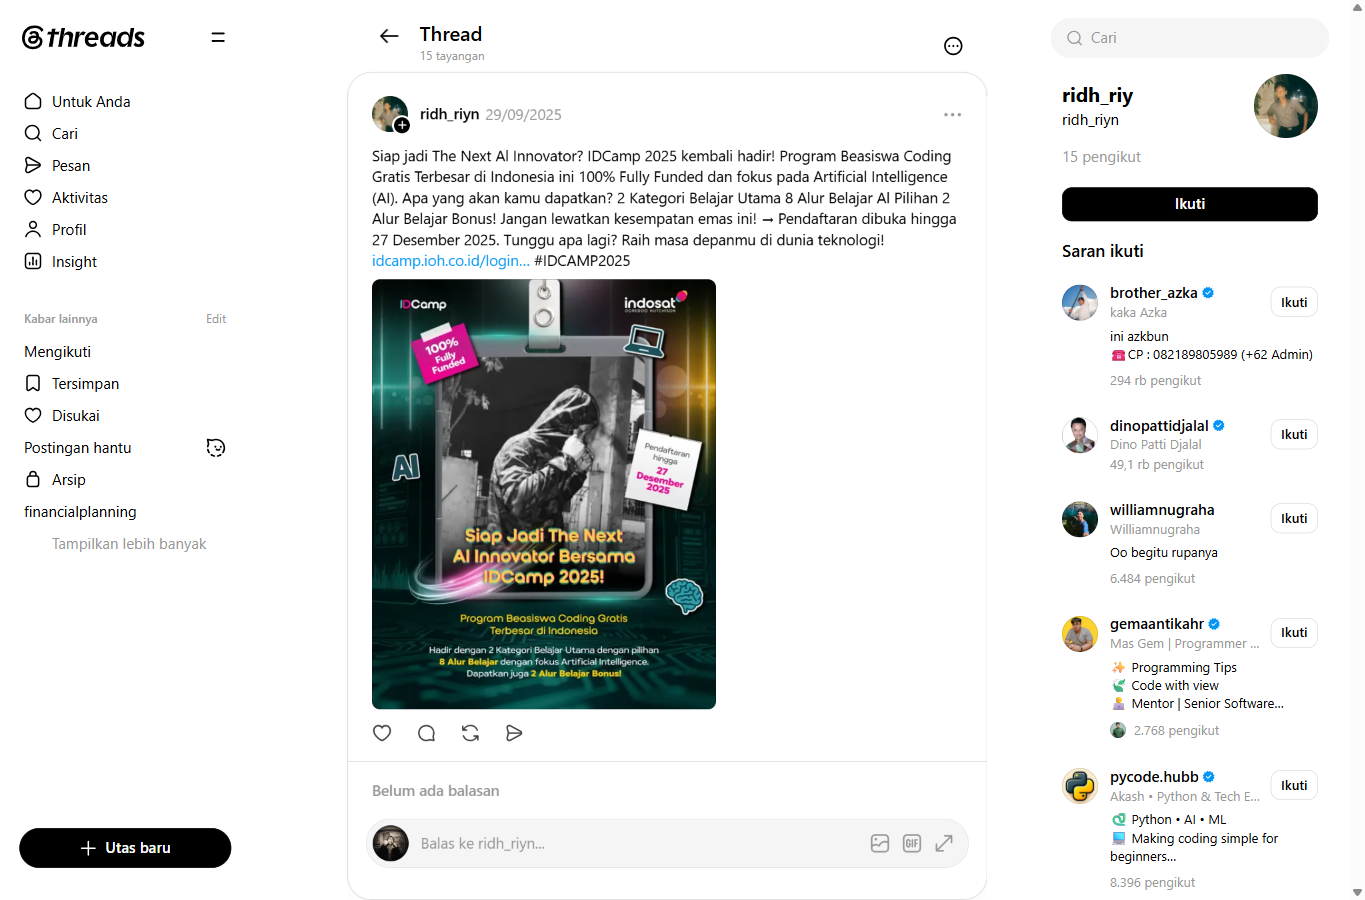 threads
Untuk Anda
Cari
Pesan
Aktivitas
Profil
Insight
Kabar lainnya
Edit
Mengikuti
Tersimpan
Disukai
Postingan hantu
Arsip
financialplanning
Tampilkan lebih banyak
Utas baru
Thread
15 tayangan
ridh_riyn 29/09/2025
Siap jadi The Next Al Innovator? IDCamp 2025 kembali hadir! Program Beasiswa Coding
Gratis Terbesar di Indonesia ini 100% Fully Funded dan fokus pada Artificial Intelligence
(AI). Apa yang akan kamu dapatkan? 2 Kategori Belajar Utama 8 Alur Belajar Al Pilihan 2
Alur Belajar Bonus! Jangan lewatkan kesempatan emas ini! → Pendaftaran dibuka hingga
27 Desember 2025. Tunggu apa lagi? Raih masa depanmu di dunia teknologi!
idcamp.ioh.co.id/login... #IDCAMP2025
IDCamp
indosat
OOREDOO HUTCHISON
100%
Fully
Funded
AI
Pendaftaran
hingga
27
Desember
2025
Siap Jadi The Next
AI Innovator Bersama
IDCamp 2025!
Program Beasiswa Coding Gratis
Terbesar di Indonesia
Hadir dengan 2 Kategori Belajar Utama dengan pilihan
8 Alur Belajar dengan fokus Artificial Intelligence.
Dapatkan juga 2 Alur Belajar Bonus!
Belum ada balasan
Balas ke ridh_riyn...
GIF
Cari
ridh_riy
ridh_riyn
15 pengikut
Ikuti
Saran ikuti
brother_azka
Ikuti
kaka Azka
ini azkbun
☎️CP : 082189805989 (+62 Admin)
294 rb pengikut
dinopattidjalal
Ikuti
Dino Patti Djalal
49,1 rb pengikut
williamnugraha
Ikuti
Williamnugraha
Oo begitu rupanya
6.484 pengikut
gemaantikahr
Ikuti
Mas Gem | Programmer ...
✨ Programming Tips
🌿 Code with view
🧑‍💻 Mentor | Senior Software...
2.768 pengikut
pycode.hubb
Ikuti
Akash • Python & Tech E...
Python • AI • ML
💻 Making coding simple for
beginners...
8.396 pengikut